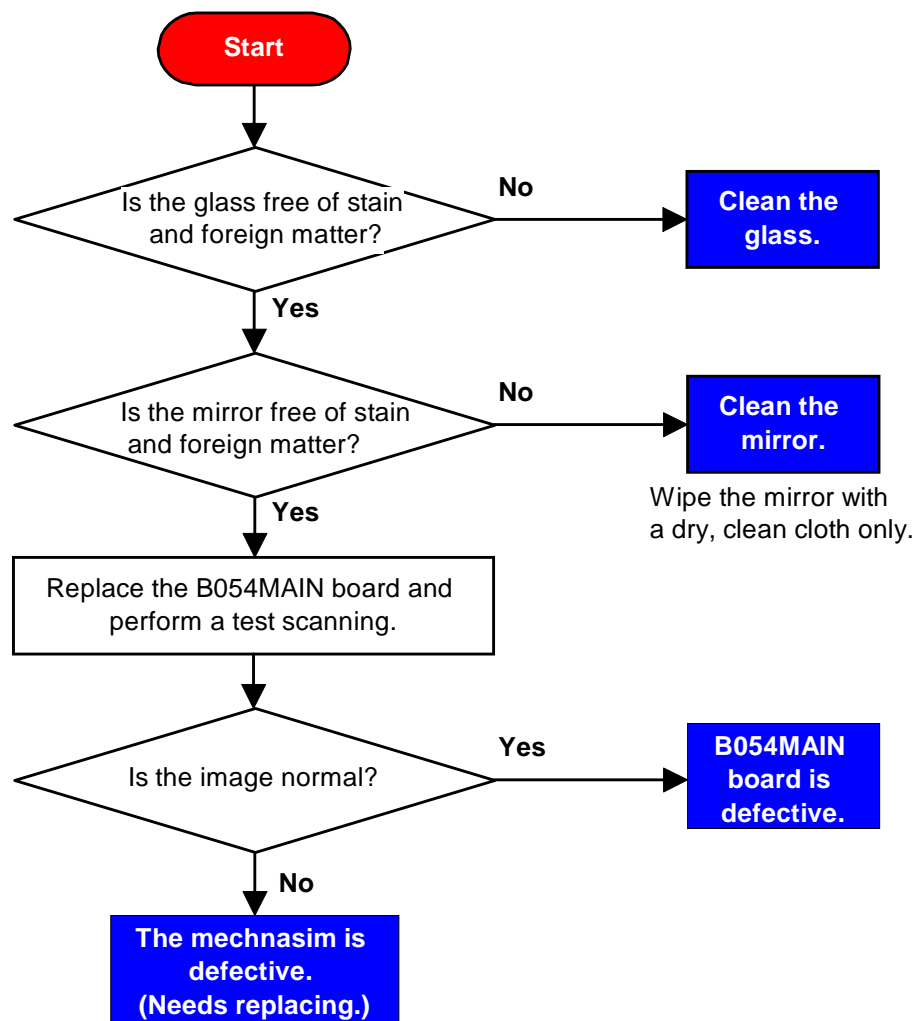 Start
Is the glass free of stain
and foreign matter?
No
Clean the
glass.
Yes
Is the mirror free of stain
and foreign matter?
No
Clean the
mirror.
Wipe the mirror with
a dry, clean cloth only.
Yes
Replace the B054MAIN board and
perform a test scanning.
Is the image normal?
Yes
B054MAIN
board is
defective.
No
The mechnasim is
defective.
(Needs replacing.)